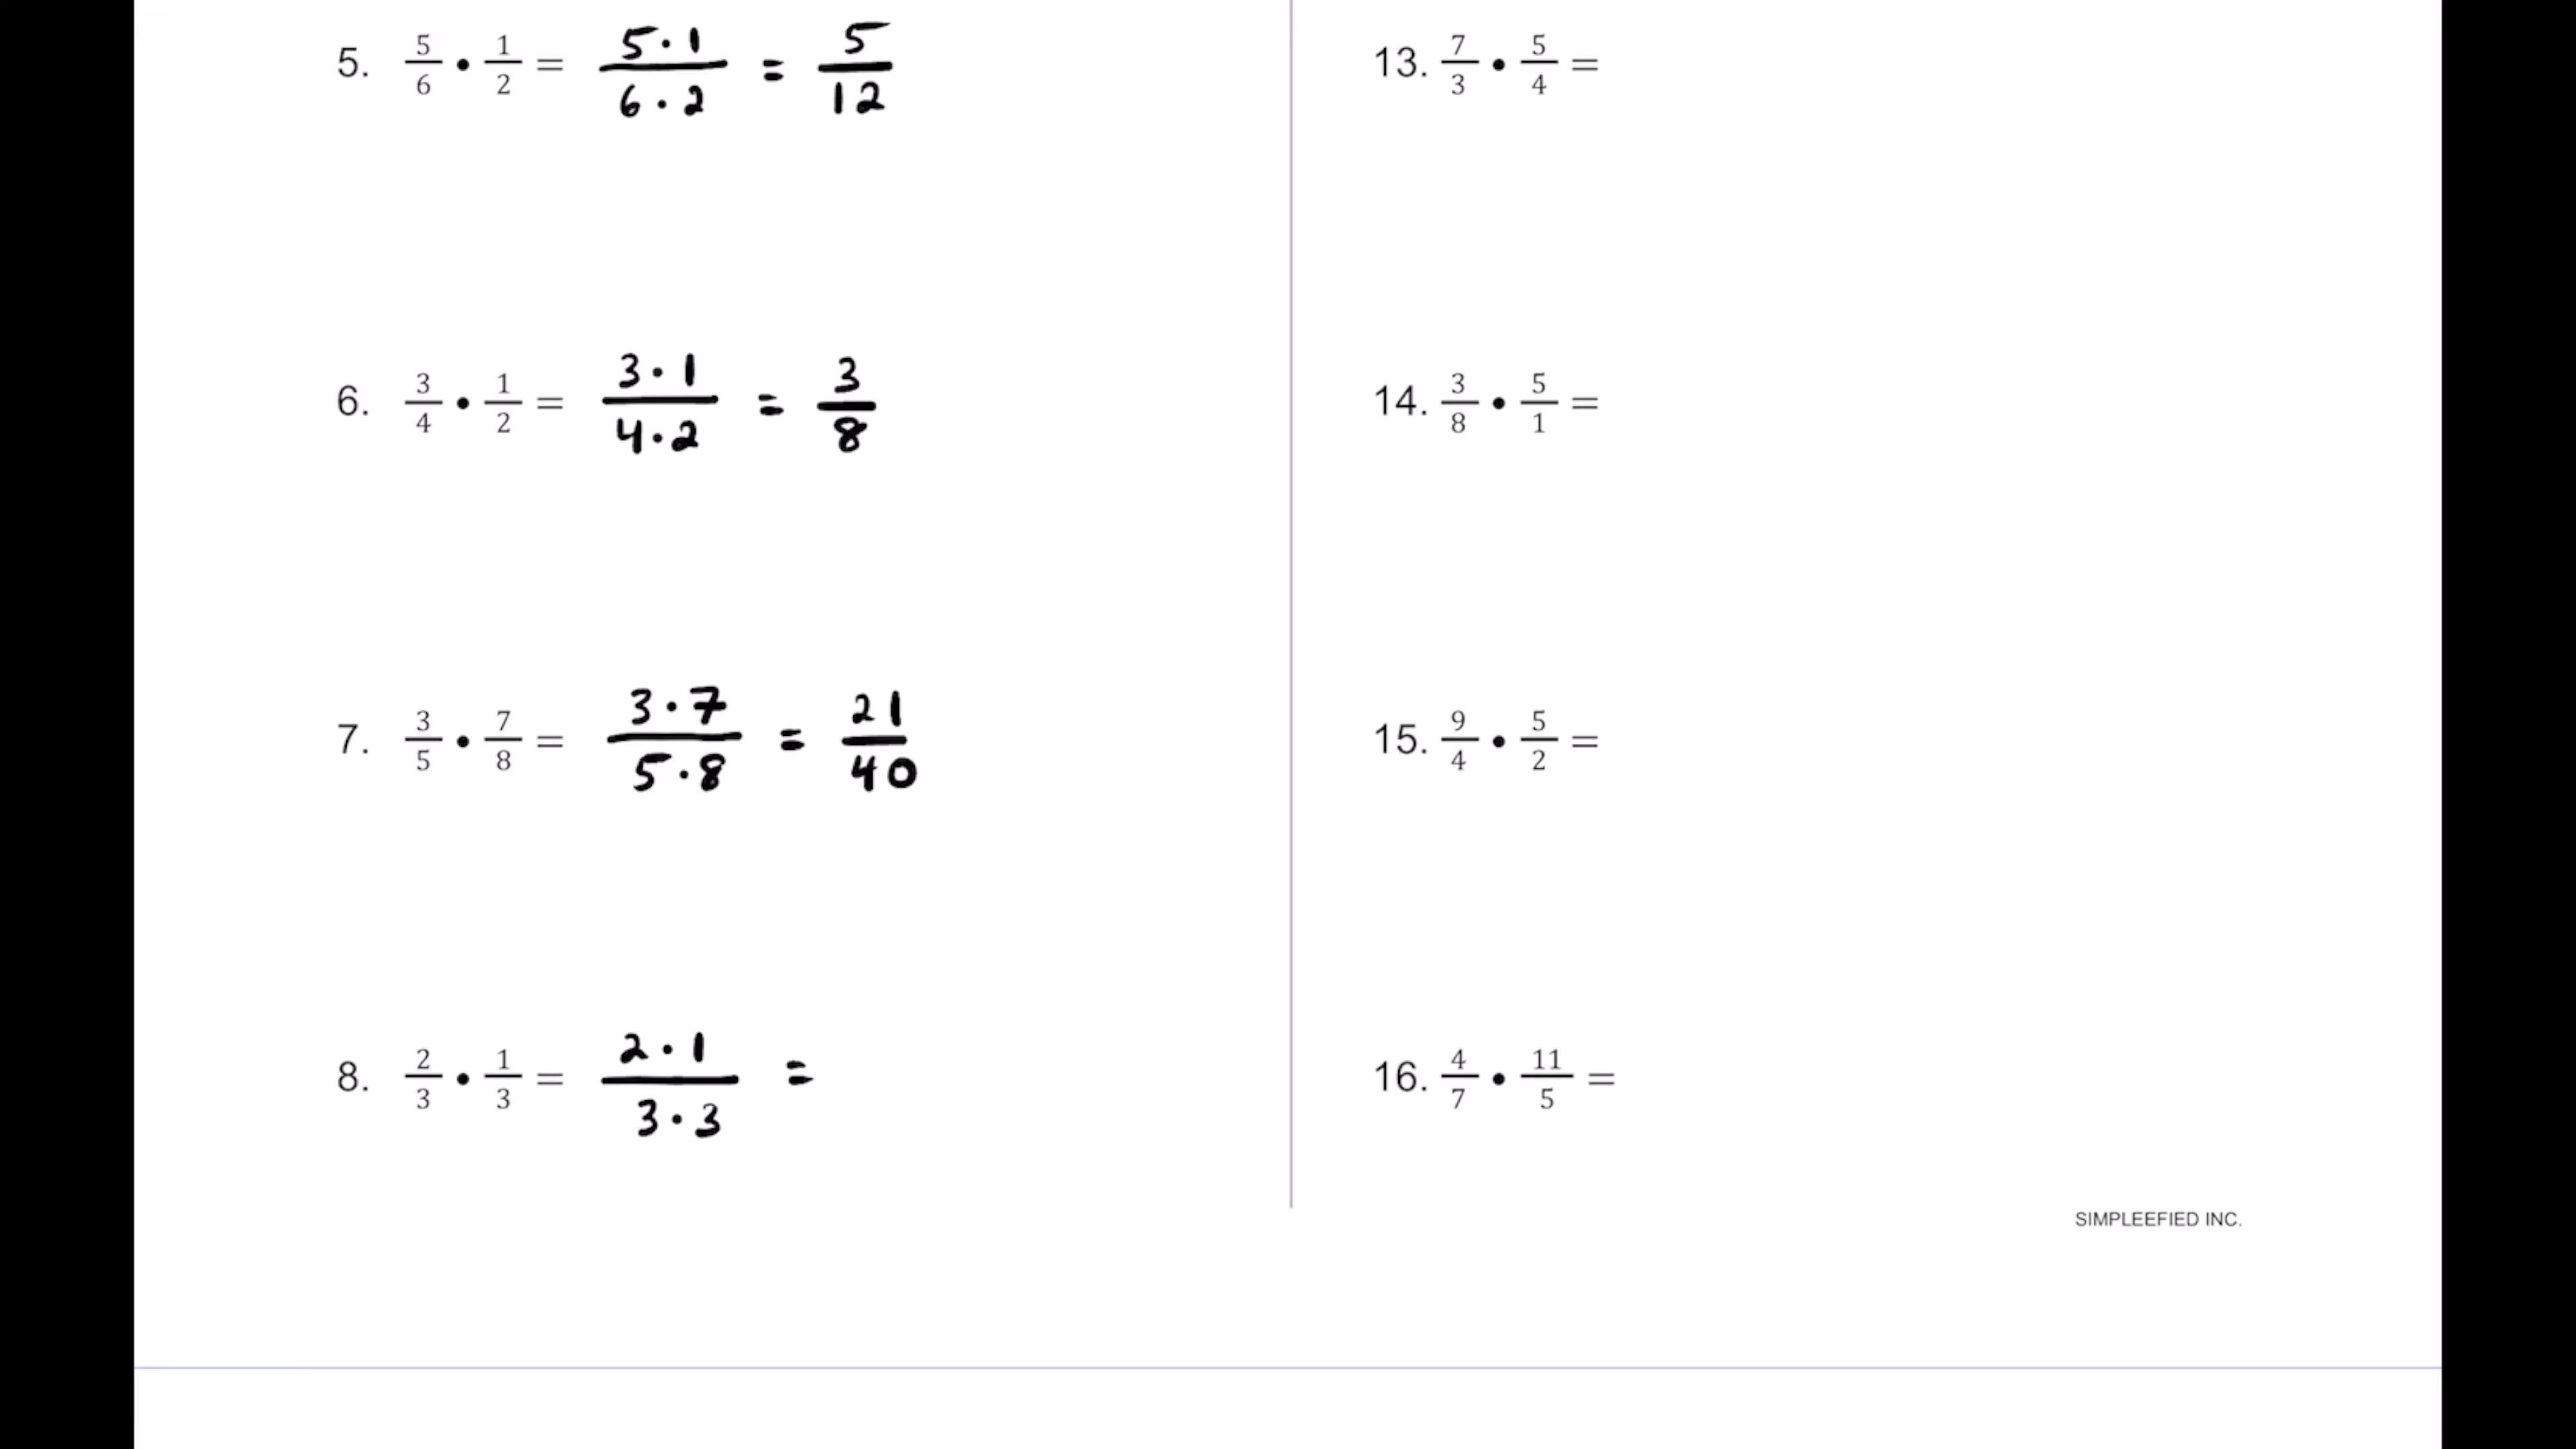 5. 5/6 • 1/2 = 5·1/6·2 = 5/12
6. 3/4 • 1/2 = 3·1/4·2 = 3/8
7. 3/5 • 7/8 = 3·7/5·8 = 21/40
8. 2/3 • 1/3 = 2·1/3·3 =
13. 7/3 • 5/4 =
14. 3/8 • 5/1 =
15. 9/4 • 5/2 =
16. 4/7 • 11/5 =
SIMPLEEFIED INC.